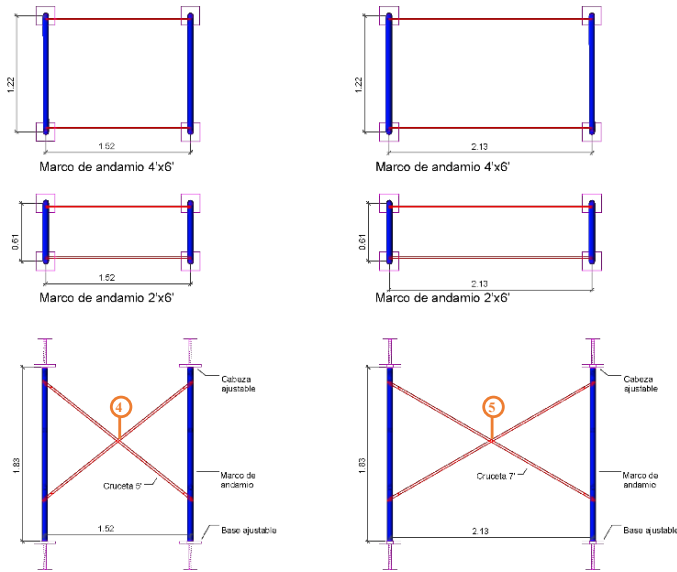 1.22
1.52
Marco de andamio 4'x6'
1.22
2.13
Marco de andamio 4'x6'
0.61
1.52
Marco de andamio 2'x6'
0.61
2.13
Marco de andamio 2'x6'
Cabeza
ajustable
4
1.83
Cruceta 5'
Marco de
andamio
1.52
Base ajustable
Cabeza
ajustable
5
1.83
Cruceta 7'
Marco de
andamio
2.13
Base ajustable